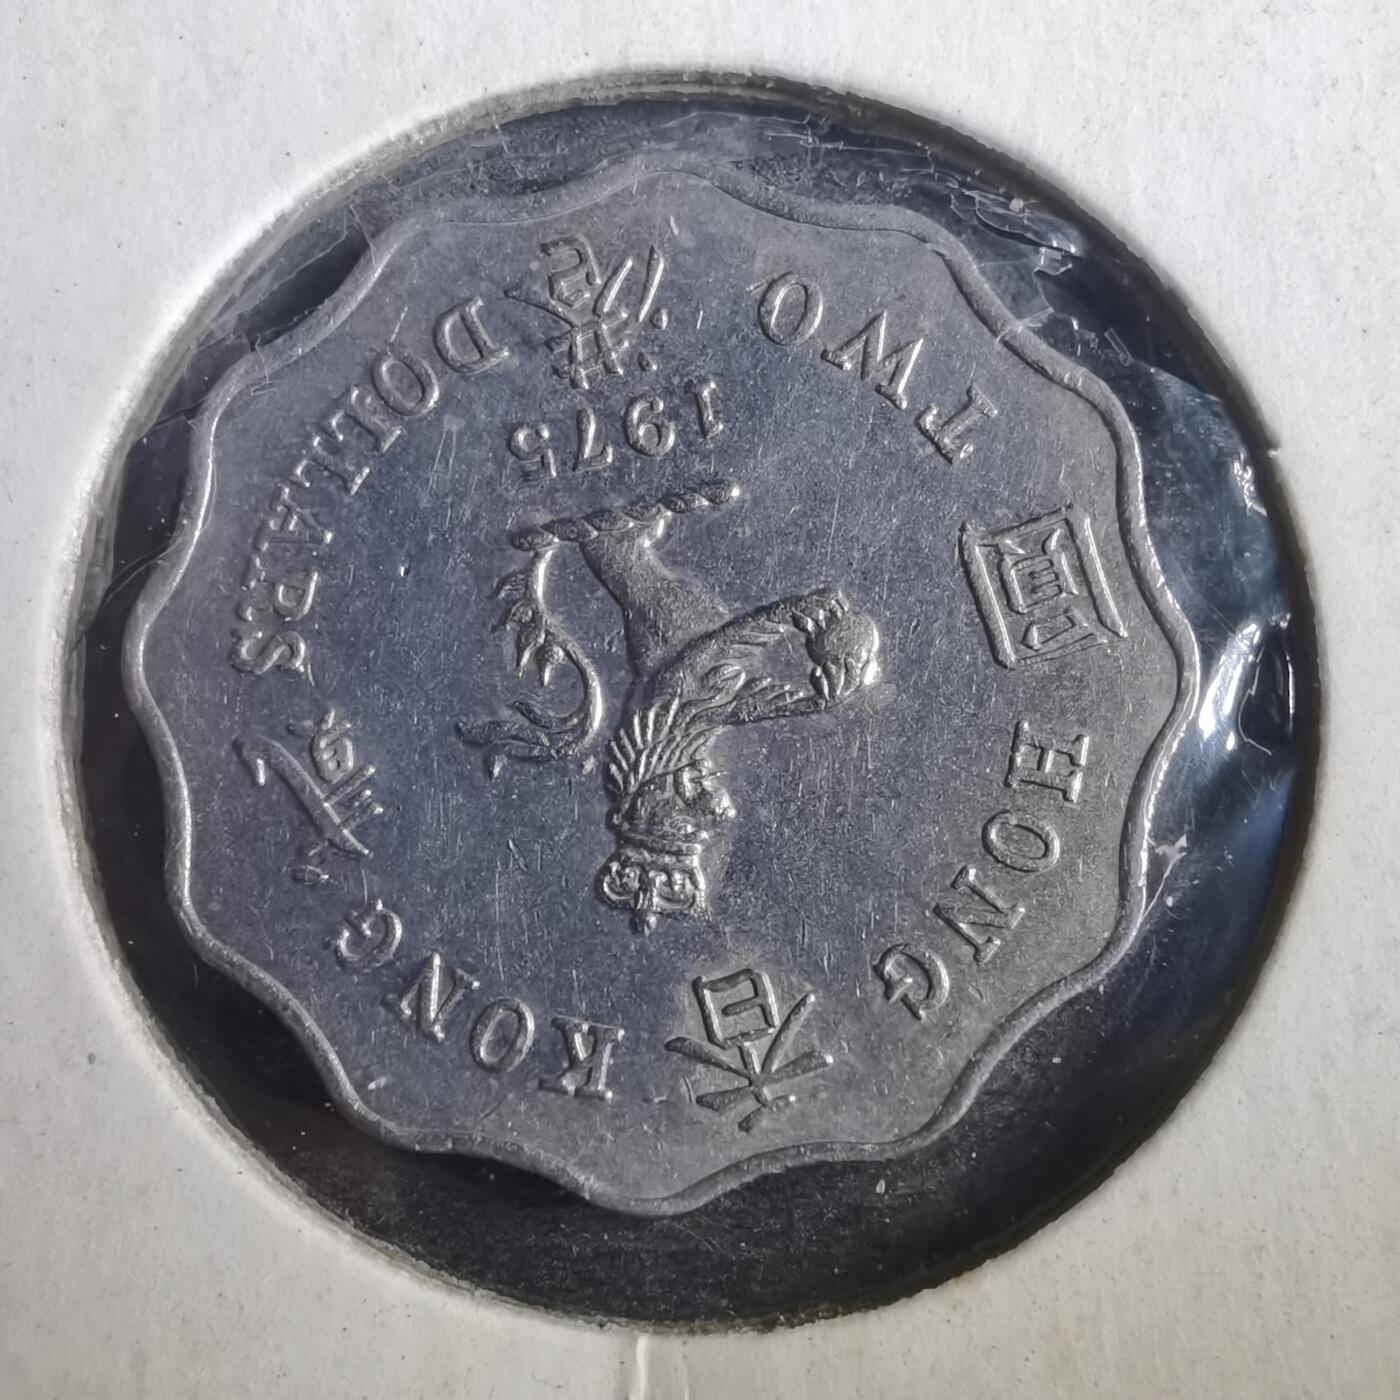 香
HONG KONG
圓 貳
1975
港
TWO DOLLARS